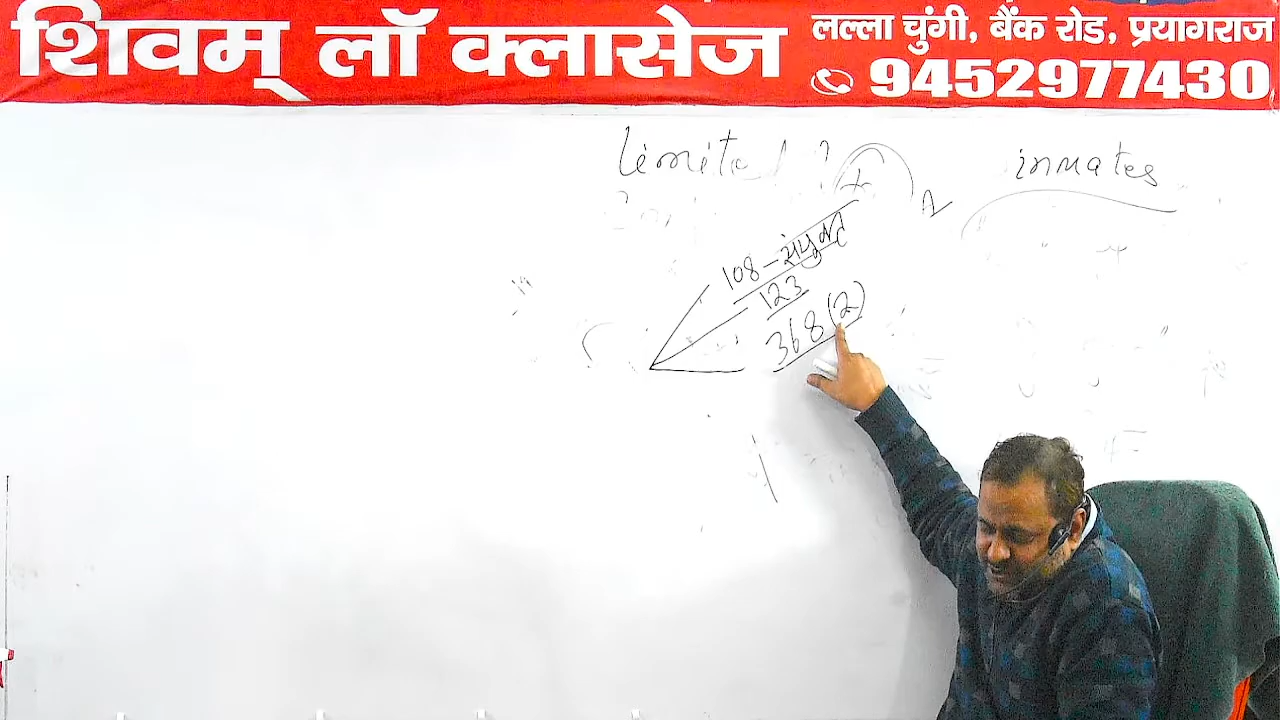 शिवम् लॉ क्लासेज
लल्ला चुंगी, बैंक रोड, प्रयागराज
9452977430
inmates
108 - संयुक्त
123
368 (2)